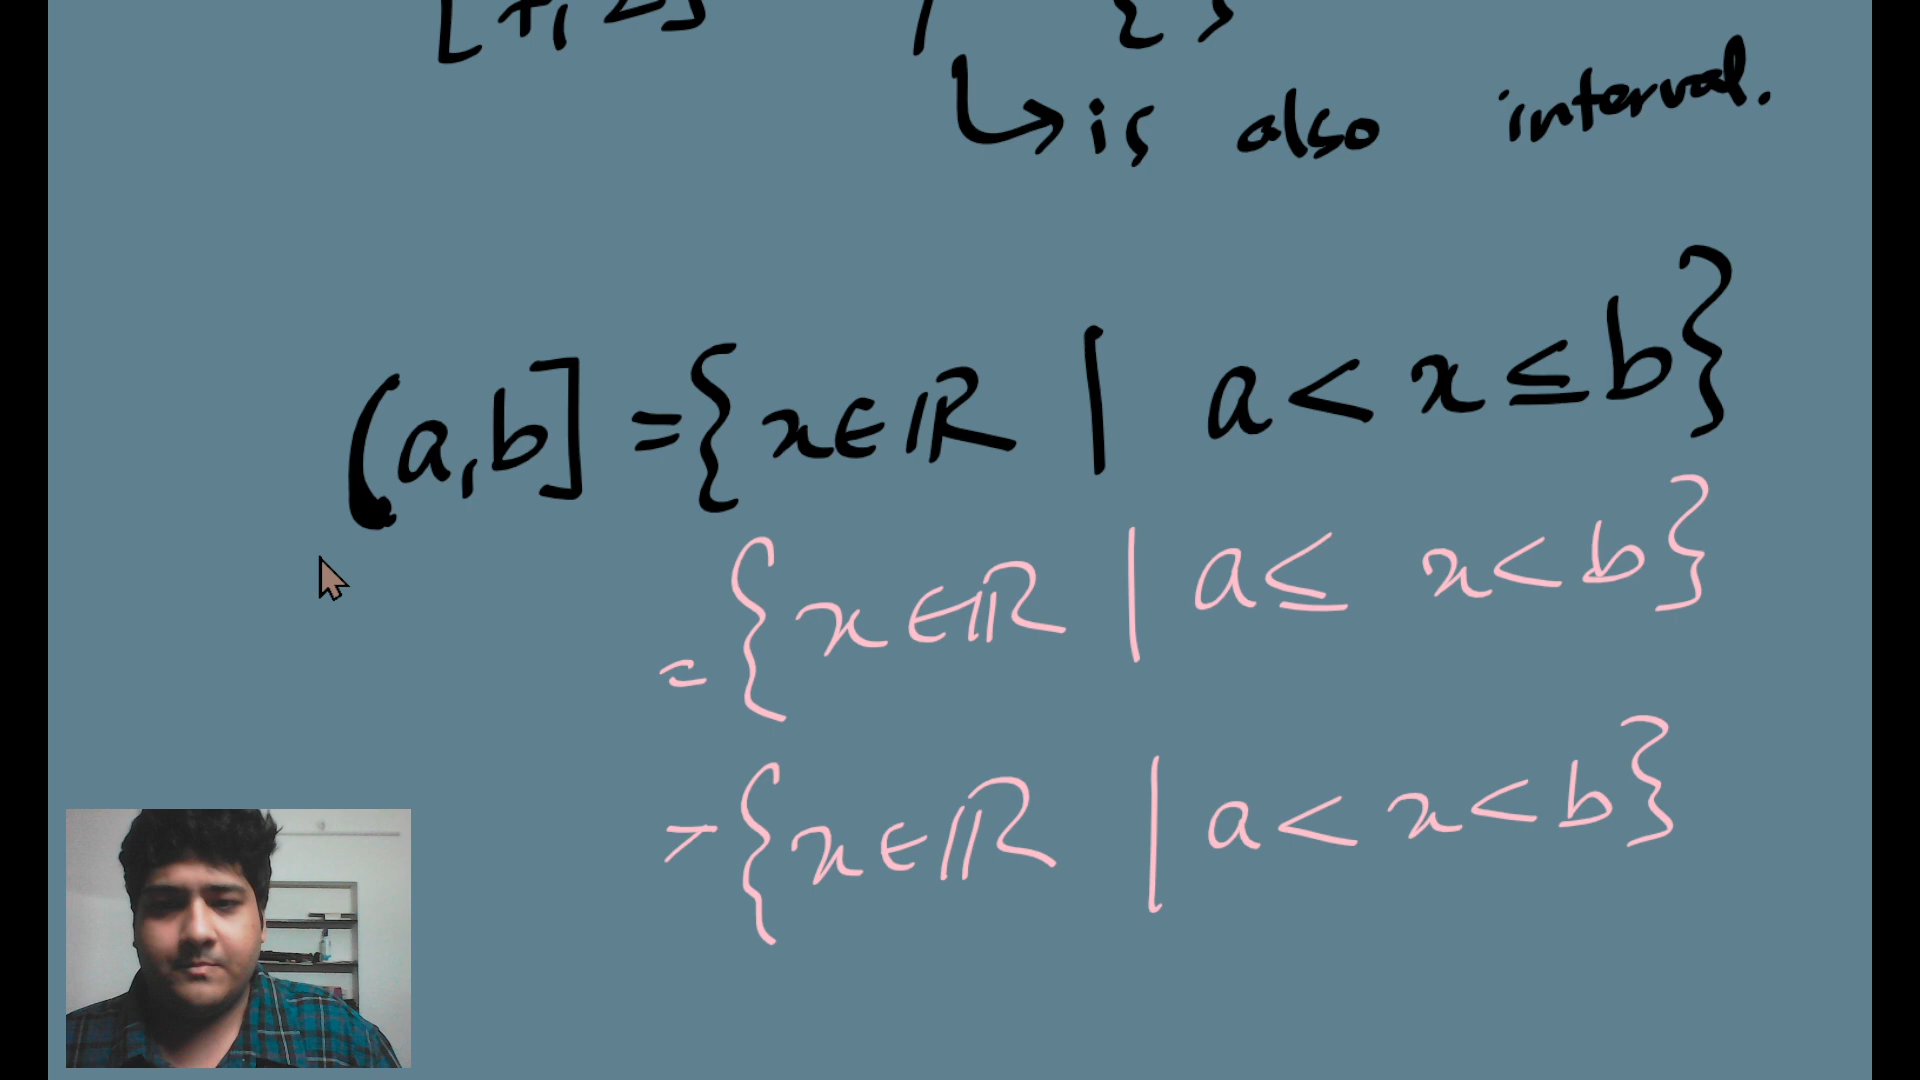 is also interval.
(a,b] = {x∈ℝ | a < x ≤ b}
= {x∈ℝ | a ≤ x < b}
= {x∈ℝ | a < x < b}